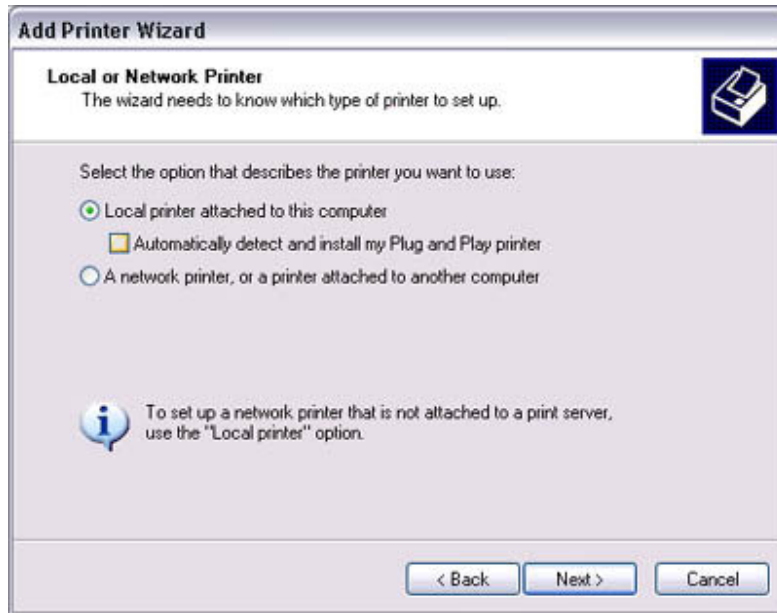 Add Printer Wizard
Local or Network Printer
The wizard needs to know which type of printer to set up.
Select the option that describes the printer you want to use:
Local printer attached to this computer
Automatically detect and install my Plug and Play printer
A network printer, or a printer attached to another computer
To set up a network printer that is not attached to a print server,
use the "Local printer" option.
< Back Next > Cancel